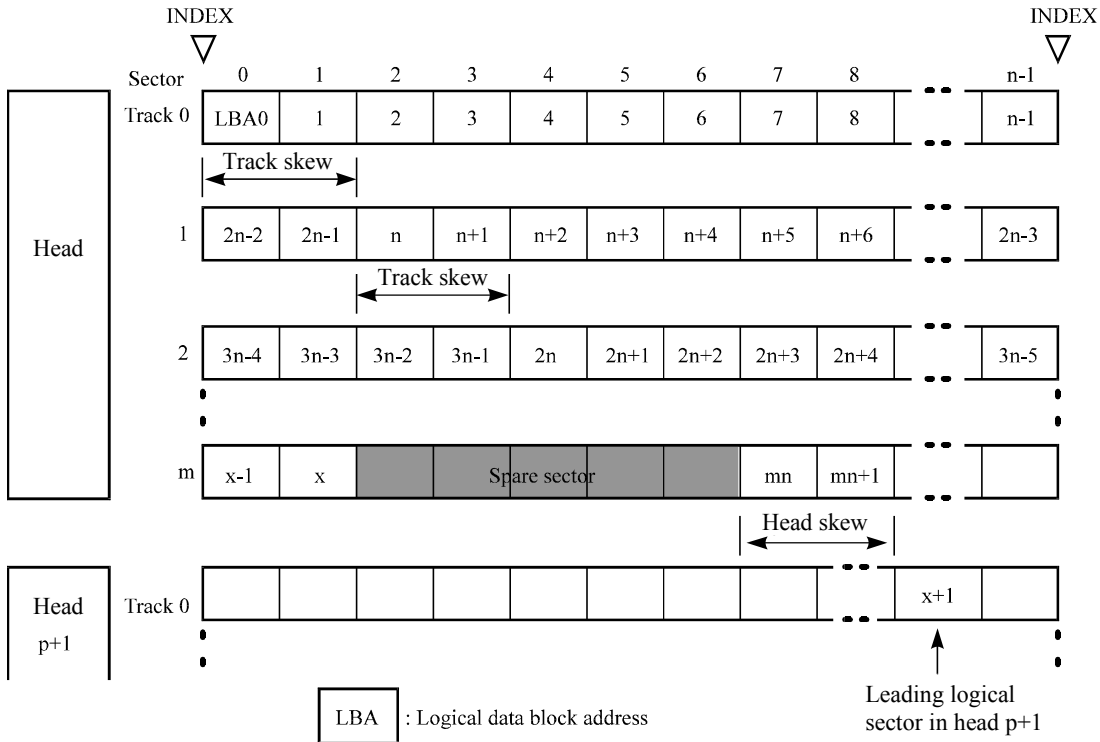 INDEX INDEX
Sector 0 1 2 3 4 5 6 7 8 n-1
Track 0 LBA0 1 2 3 4 5 6 7 8 n-1
Track skew
Head
1 2n-2 2n-1 n n+1 n+2 n+3 n+4 n+5 n+6 2n-3
Track skew
2 3n-4 3n-3 3n-2 3n-1 2n 2n+1 2n+2 2n+3 2n+4 3n-5
m x-1 x Spare sector mn mn+1
Head skew
Head
p+1
Track 0 x+1
Leading logical
sector in head p+1
LBA : Logical data block address